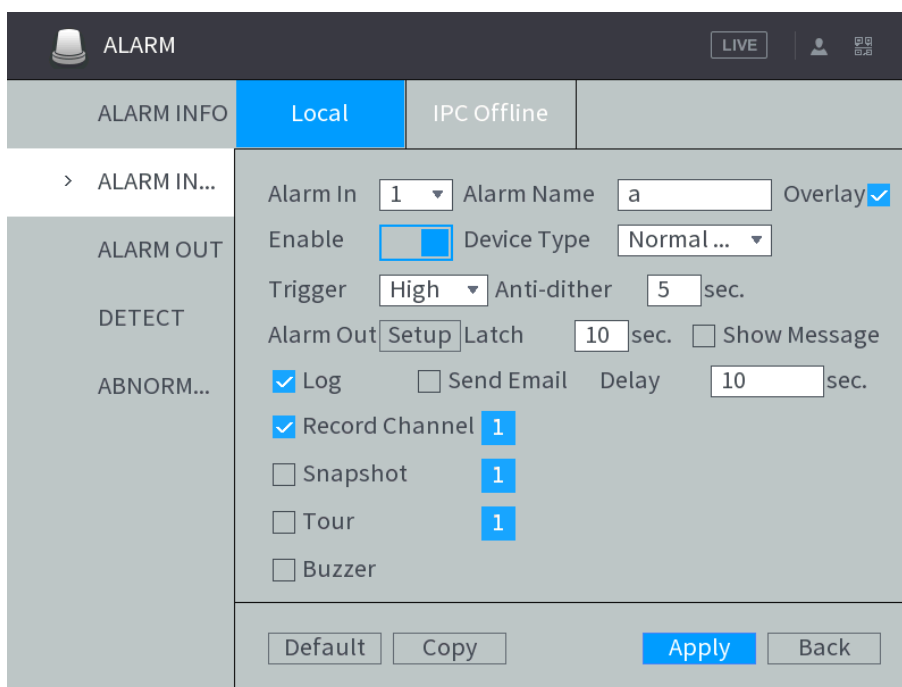 ALARM
LIVE
ALARM INFO
Local
IPC Offline
ALARM IN...
Alarm In 1 Alarm Name a Overlay
ALARM OUT
Enable Device Type Normal ...
Trigger High Anti-dither 5 sec.
DETECT
Alarm Out Setup Latch 10 sec. Show Message
ABNORM...
Log Send Email Delay 10 sec.
Record Channel 1
Snapshot 1
Tour 1
Buzzer
Default Copy Apply Back